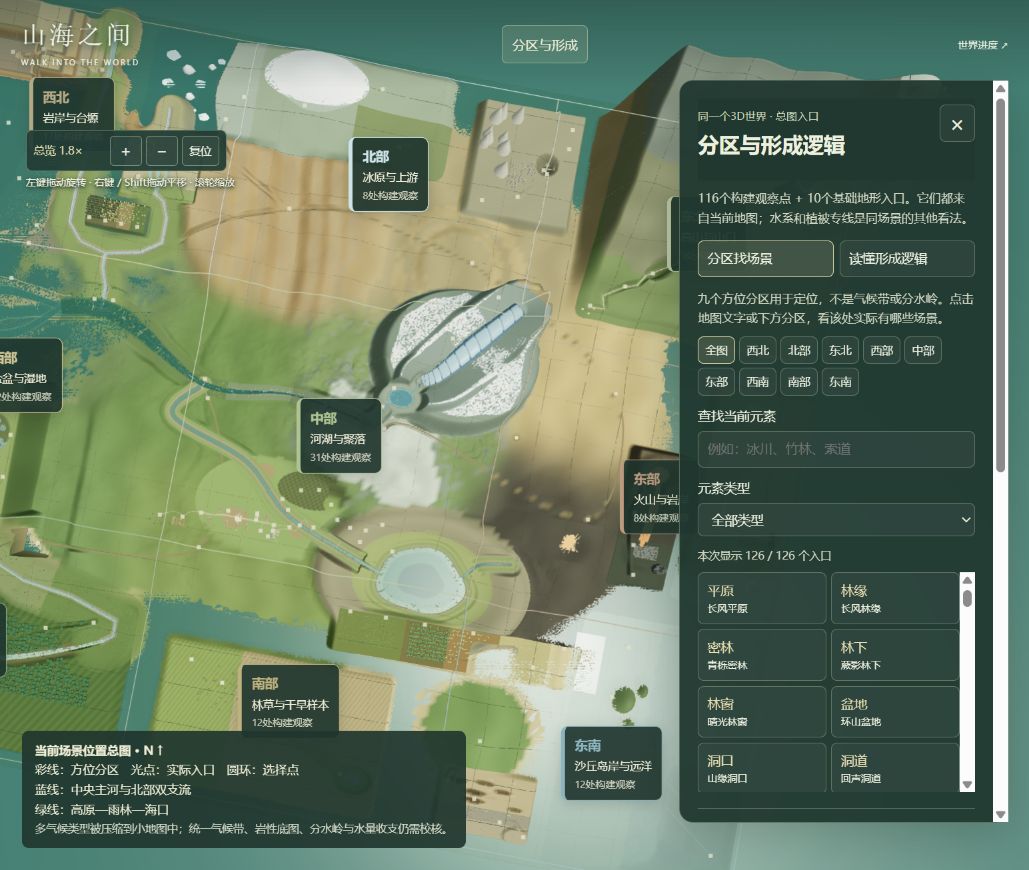 山海之间
WALK INTO THE WORLD
分区与形成
世界进度 ↗
西北
岩岸与台塬
总览 1.8×
+
−
复位
左键拖动旋转 · 右键 / Shift拖动平移 · 滚轮缩放
北部
冰原与上游
8处构建观察
西部
盆与湿地
处构建观察
中部
河湖与聚落
31处构建观察
东部
火山与岩
8处构建观
南部
林草与干旱样本
12处构建观察
东南
沙丘岛岸与远洋
12处构建观察
当前场景位置总图 · N ↑
彩线：方位分区 光点：实际入口 圆环：选择点
蓝线：中央主河与北部双支流
绿线：高原—雨林—海口
多气候类型被压缩到小地图中；统一气候带、岩性底图、分水岭与水量收支仍需校核。
同一个3D世界 · 总图入口
分区与形成逻辑
×
116个构建观察点 + 10个基础地形入口。它们都来
自当前地图；水系和植被专线是同场景的其他看法。
分区找场景
读懂形成逻辑
九个方位分区用于定位，不是气候带或分水岭。点击
地图文字或下方分区，看该处实际有哪些场景。
全图 西北 北部 东北 西部 中部
东部 西南 南部 东南
查找当前元素
例如：冰川、竹林、索道
元素类型
全部类型
本次显示 126 / 126 个入口
平原
长风平原
林缘
长风林缘
密林
青栎密林
林下
蕨影林下
林窗
曙光林窗
盆地
环山盆地
洞口
山缘洞口
洞道
回声洞道